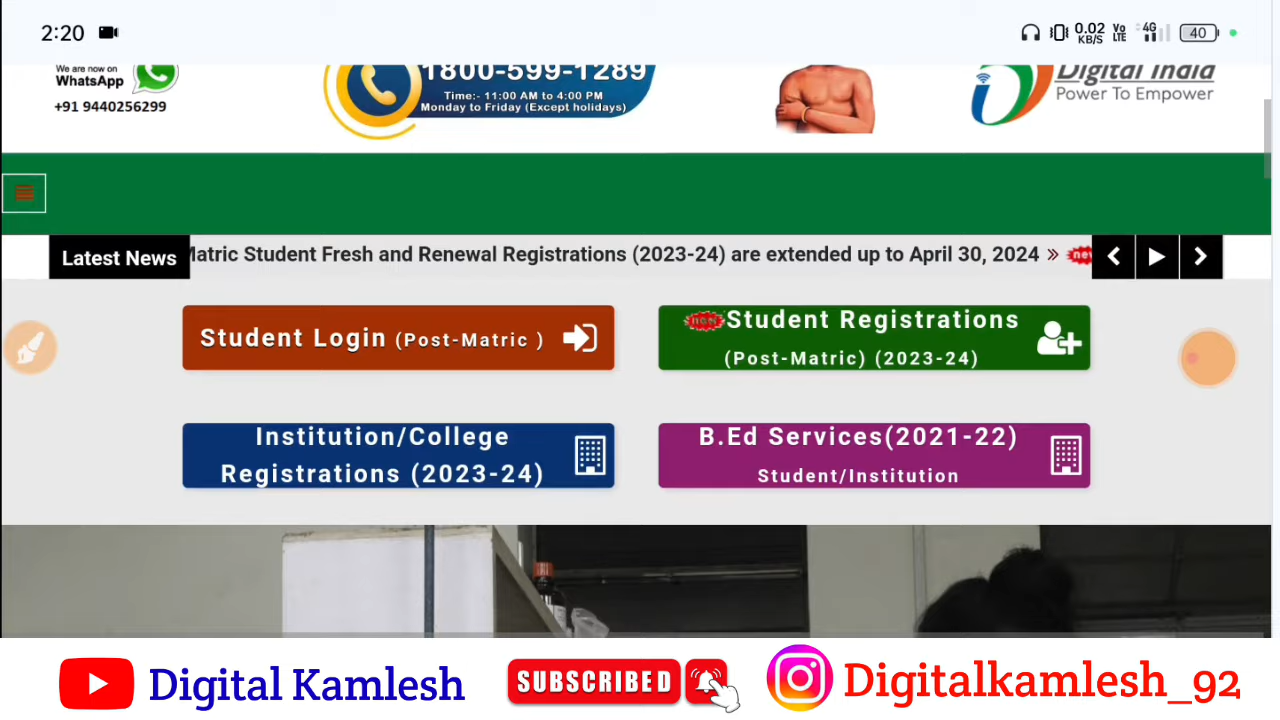 2:20
0.02
KB/S
Vo
LTE
4G
40
We are now on
WhatsApp
+91 9440256299
1800-599-1289
Time:- 11:00 AM to 4:00 PM
Monday to Friday (Except holidays)
Digital India
Power To Empower
Latest News
Matric Student Fresh and Renewal Registrations (2023-24) are extended up to April 30, 2024 »
new
Student Login (Post-Matric )
new Student Registrations
(Post-Matric) (2023-24)
Institution/College
Registrations (2023-24)
B.Ed Services(2021-22)
Student/Institution
Digital Kamlesh
SUBSCRIBED
Digitalkamlesh_92